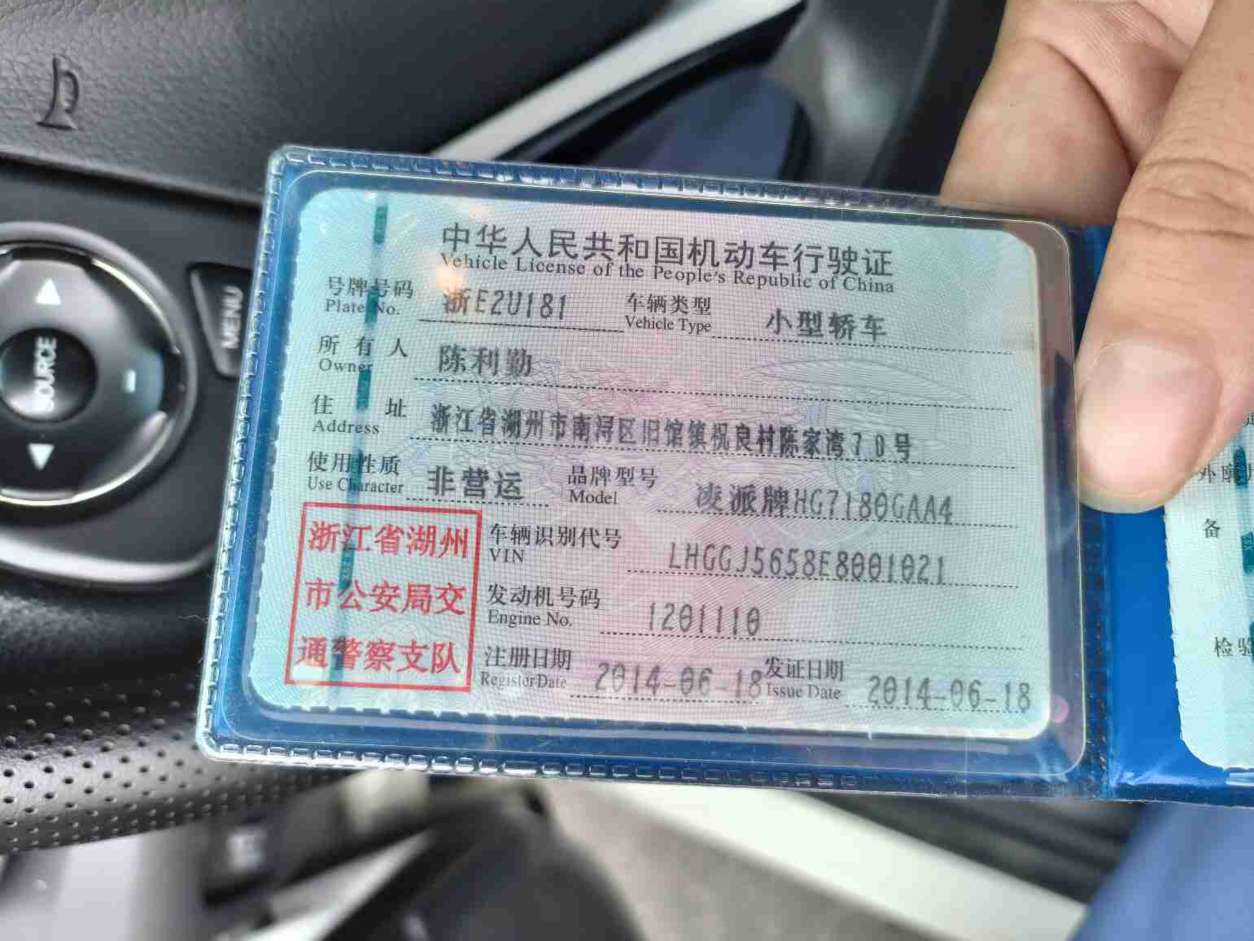 中华人民共和国机动车行驶证
Vehicle License of the People's Republic of China
号牌号码 浙E2U181 车辆类型 小型轿车
Plate No. Vehicle Type
所有人 陈利勤
Owner
住址 浙江省湖州市南浔区旧馆镇祝良村陈家湾70号
Address
使用性质 非营运 品牌型号 凌派牌HG7180GAA4
Use Character Model
浙江省湖州
市公安局交
通警察支队
车辆识别代号 LHGGJ5658E8001021
VIN
发动机号码 1201110
Engine No.
注册日期 2014-06-18 发证日期 2014-06-18
Register Date Issue Date
MENU
SOURCE
-
外廓
备
检验